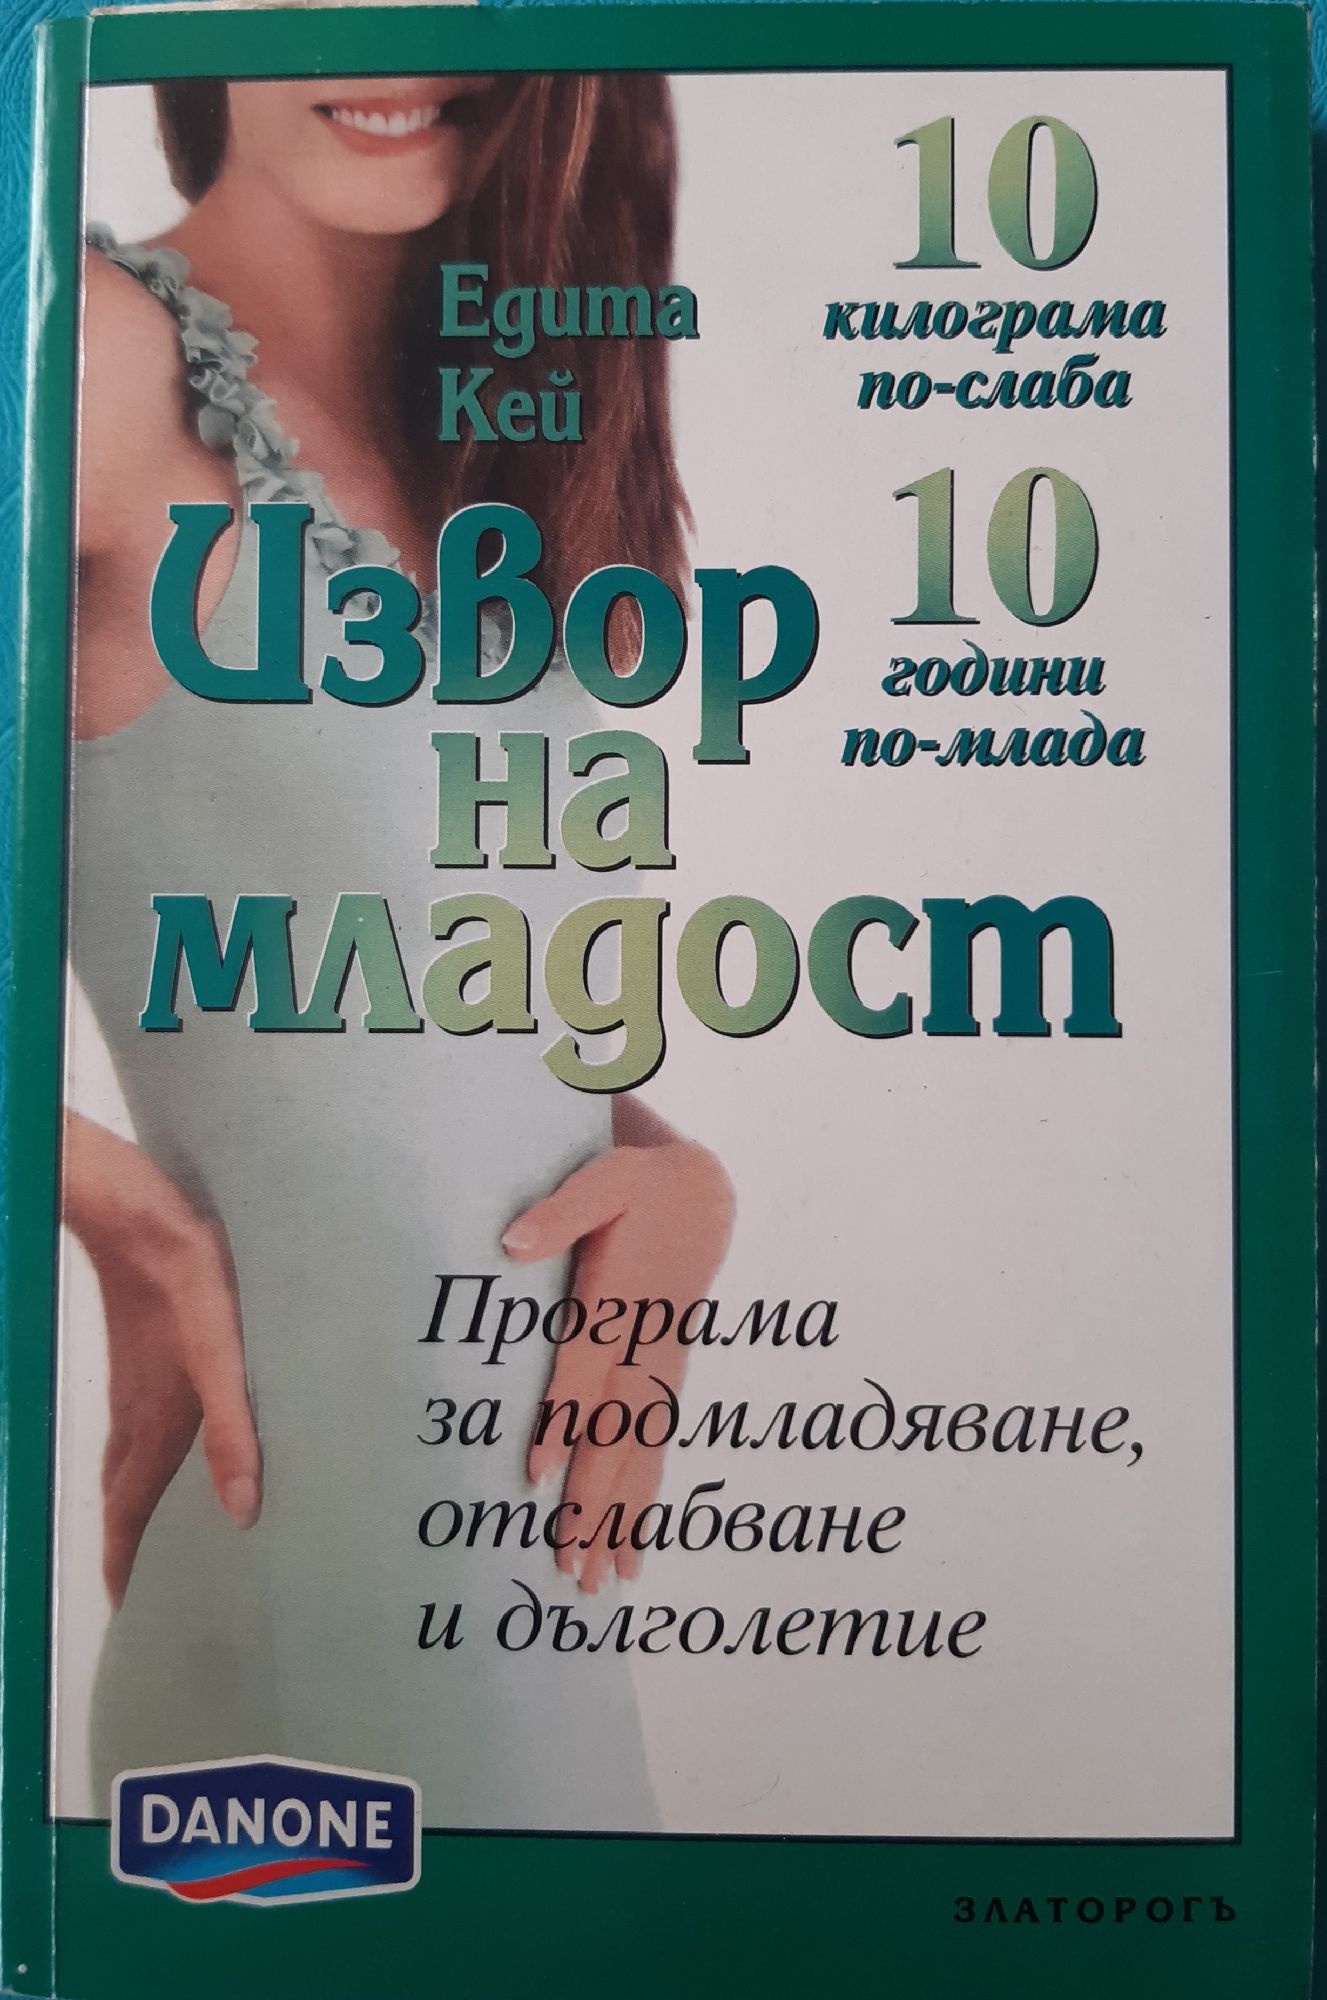 Едита
Кей
10
килограма
по-слаба
10
години
по-млада
Извор
на
младост
Програма
за подмладяване,
отслабване
и дълголетие
DANONE
ЗЛАТОРОГЪ